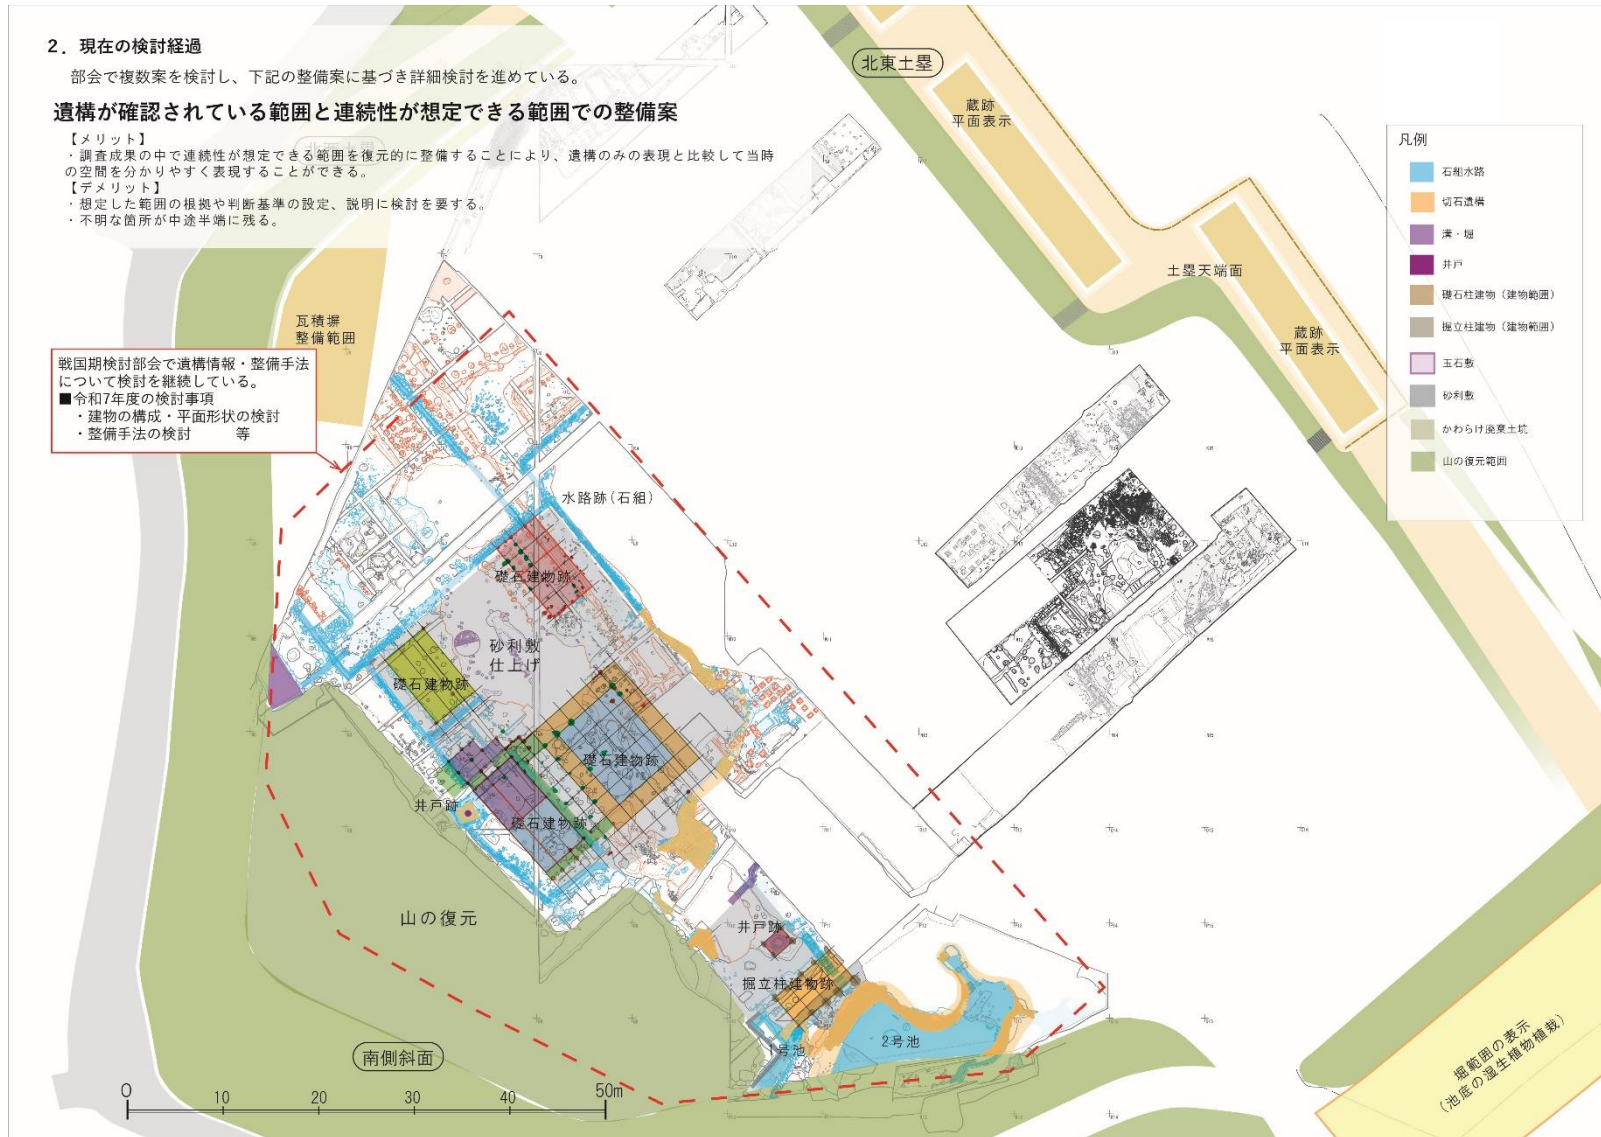 2．現在の検討経過
部会で複数案を検討し、下記の整備案に基づき詳細検討を進めている。
遺構が確認されている範囲と連続性が想定できる範囲での整備案
【メリット】
・調査成果の中で連続性が想定できる範囲を復元的に整備することにより、遺構のみの表現と比較して当時
の空間を分かりやすく表現することができる。
【デメリット】
・想定した範囲の根拠や判断基準の設定、説明に検討を要する。
・不明な箇所が中途半端に残る。
北西土塁
北東土塁
蔵跡
平面表示
土塁天端面
蔵跡
平面表示
凡例
石組水路
切石遺構
溝・堀
井戸
礎石柱建物（建物範囲）
掘立柱建物（建物範囲）
玉石敷
砂利敷
かわらけ廃棄土坑
山の復元範囲
瓦積塀
整備範囲
戦国期検討部会で遺構情報・整備手法
について検討を継続している。
■令和7年度の検討事項
・建物の構成・平面形状の検討
・整備手法の検討　　等
水路跡（石組）
礎石建物跡
砂利敷
仕上げ
礎石建物跡
礎石建物跡
井戸跡
礎石建物跡
山の復元
井戸跡
掘立柱建物跡
1号池
2号池
南側斜面
堀範囲の表示
（池底の湿生植物植栽）
0
10
20
30
40
50m